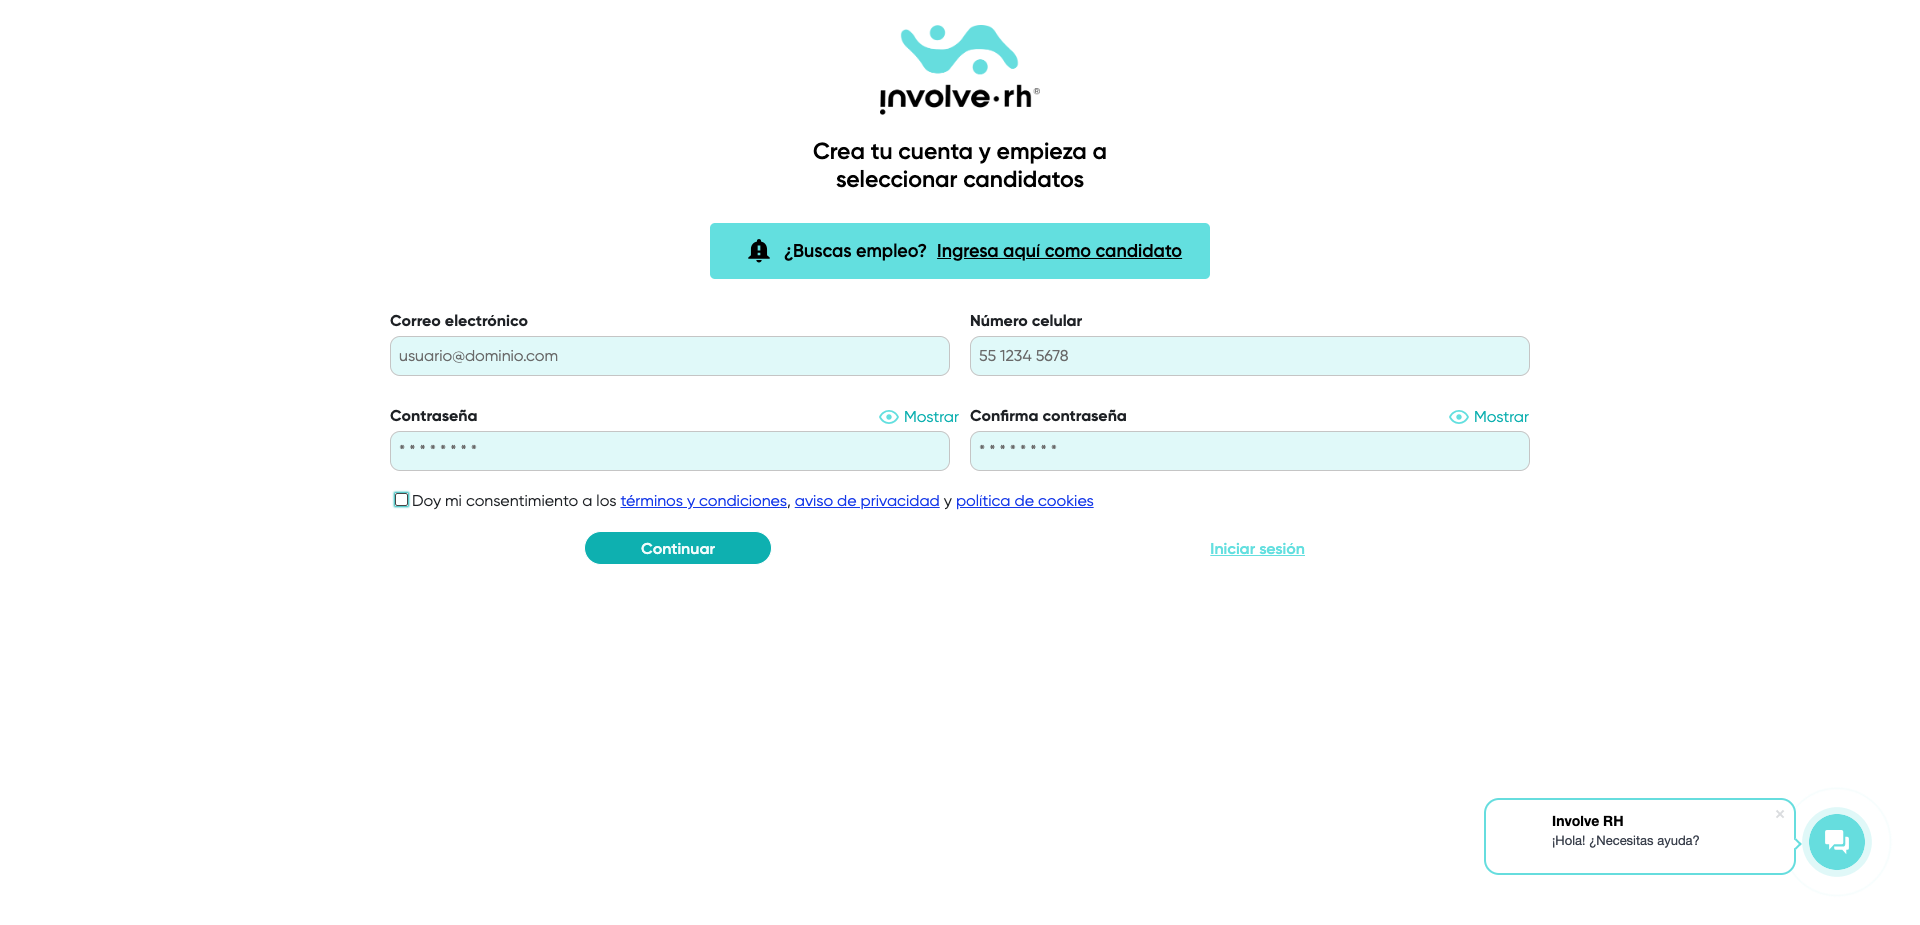 involve·rh®
Crea tu cuenta y empieza a
seleccionar candidatos
¿Buscas empleo? Ingresa aquí como candidato
Correo electrónico
Número celular
usuario@dominio.com
55 1234 5678
Contraseña
Mostrar
Confirma contraseña
Mostrar
* * * * * * * *
* * * * * * * *
Doy mi consentimiento a los términos y condiciones, aviso de privacidad y política de cookies
Continuar
Iniciar sesión
Involve RH
¡Hola! ¿Necesitas ayuda?